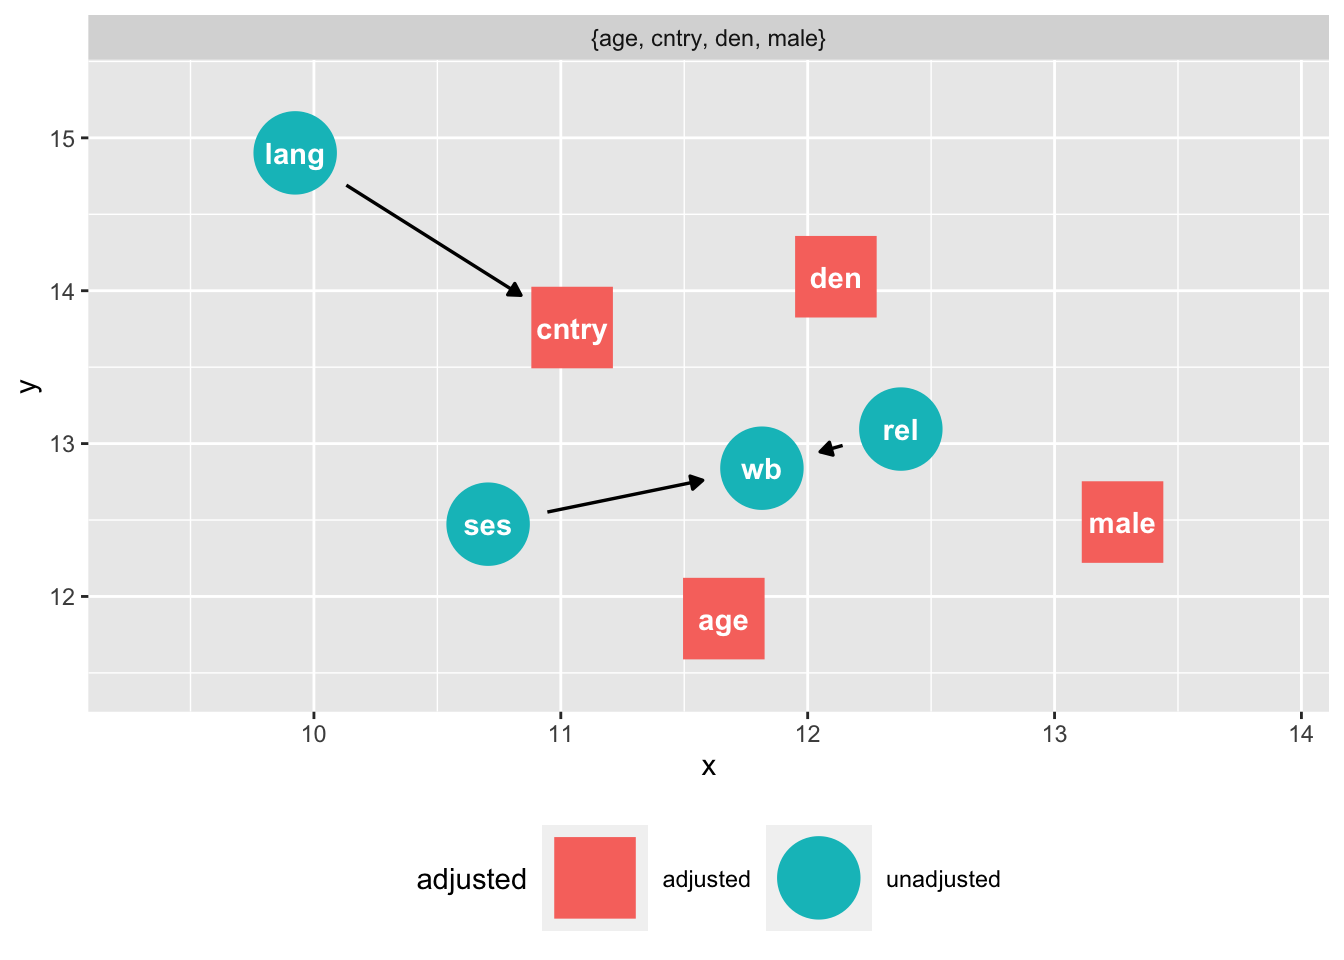 {age, cntry, den, male}
15
14
13
12
y
lang
den
cntry
rel
wb
ses
male
age
10 11 12 13 14
x
adjusted adjusted unadjusted